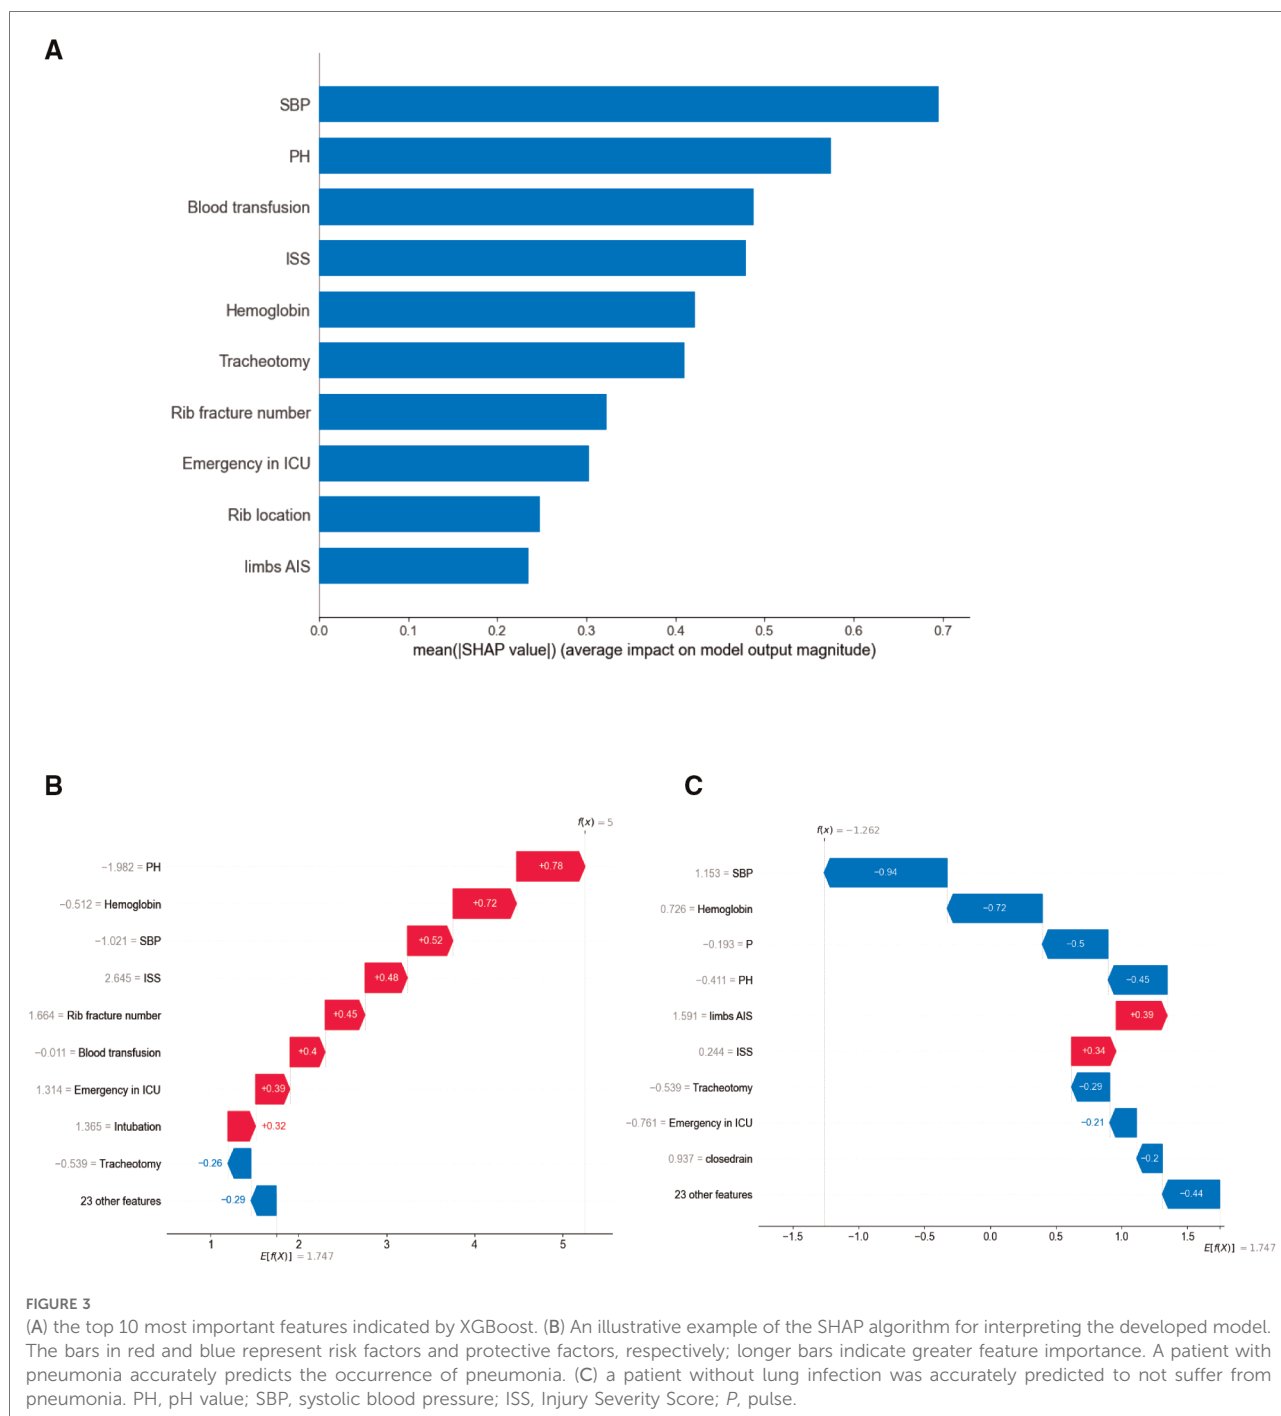 A
SBP
PH
Blood transfusion
ISS
Hemoglobin
Tracheotomy
Rib fracture number
Emergency in ICU
Rib location
limbs AIS
0.0 0.1 0.2 0.3 0.4 0.5 0.6 0.7
mean(|SHAP value|) (average impact on model output magnitude)
B
f(x) = 5
−1.982 = PH +0.78
−0.512 = Hemoglobin +0.72
−1.021 = SBP +0.52
2.645 = ISS +0.48
1.664 = Rib fracture number +0.45
−0.011 = Blood transfusion +0.4
1.314 = Emergency in ICU +0.39
1.365 = Intubation +0.32
−0.539 = Tracheotomy −0.26
23 other features −0.29
1 2 3 4 5
E[f(X)] = 1.747
C
f(x) = −1.262
1.153 = SBP −0.94
0.726 = Hemoglobin −0.72
−0.193 = P −0.5
−0.411 = PH −0.45
1.591 = limbs AIS +0.39
0.244 = ISS +0.34
−0.539 = Tracheotomy −0.29
−0.761 = Emergency in ICU −0.21
0.937 = closedrain −0.2
23 other features −0.44
−1.5 −1.0 −0.5 0.0 0.5 1.0 1.5
E[f(X)] = 1.747
FIGURE 3
(A) the top 10 most important features indicated by XGBoost. (B) An illustrative example of the SHAP algorithm for interpreting the developed model.
The bars in red and blue represent risk factors and protective factors, respectively; longer bars indicate greater feature importance. A patient with
pneumonia accurately predicts the occurrence of pneumonia. (C) a patient without lung infection was accurately predicted to not suffer from
pneumonia. PH, pH value; SBP, systolic blood pressure; ISS, Injury Severity Score; P, pulse.